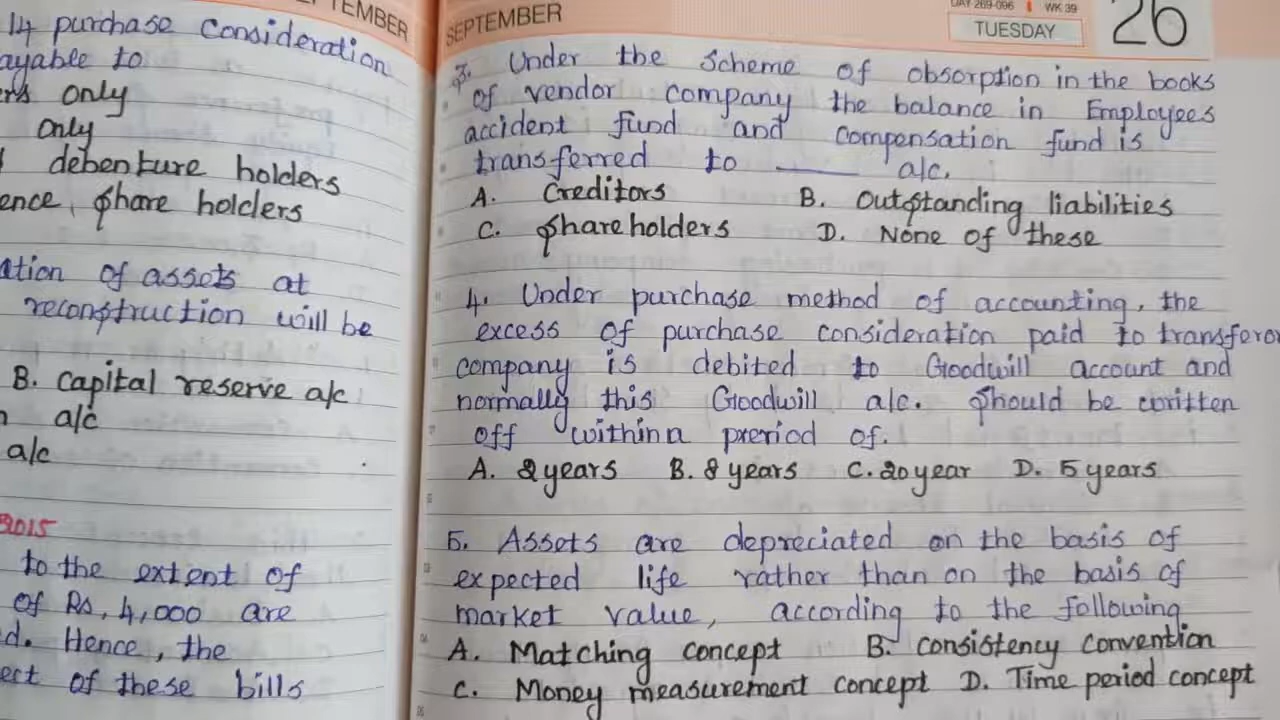 14 purchase Consideration
ayable to
ers only
only
debenture holders
ence, Share holders
ation of assets at
reconstruction will be
B. Capital reserve a/c
a/c
a/c
2015
to the extent of
of Rs, 4,000 are
d. Hence, the
ect of these bills
TEMBER
SEPTEMBER
WK 39
TUESDAY
26
3. Under the Scheme of obsorption in the books
of vendor company the balance in Employees
accident fund and compensation fund is
transferred to ____ a/c.
A. Creditors B. Outstanding liabilities
C. Shareholders D. None of these
4. Under purchase method of accounting, the
excess of purchase consideration paid to transferor
company is debited to Goodwill account and
normally this Goodwill a/c. Should be written
off within a preriod of.
A. 2 years B. 8 years C. 20 year D. 5 years
5. Assets are depreciated on the basis of
expected life rather than on the basis of
market value, according to the following
A. Matching concept B. consistency convention
C. Money measurement concept D. Time period concept